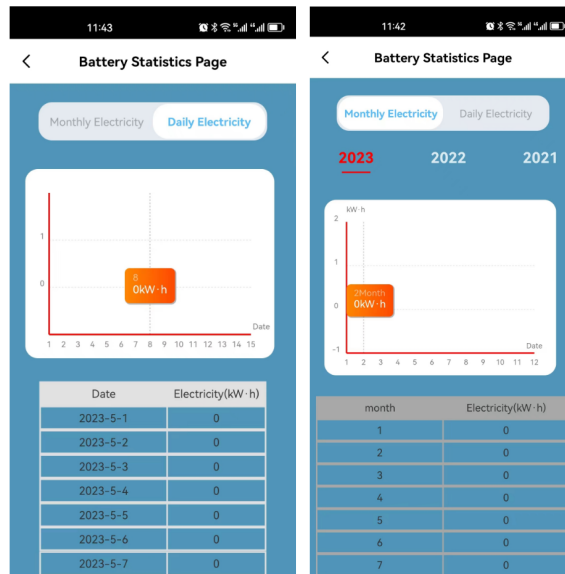 11:43
Battery Statistics Page
Monthly Electricity Daily Electricity
1
0
8
0kW·h
Date
1 2 3 4 5 6 7 8 9 10 11 12 13 14 15
Date Electricity(kW·h)
2023-5-1 0
2023-5-2 0
2023-5-3 0
2023-5-4 0
2023-5-5 0
2023-5-6 0
2023-5-7 0
11:42
Battery Statistics Page
Monthly Electricity Daily Electricity
2023 2022 2021
kW·h
2
1
2Month
0kW·h
0
Date
-1
1 2 3 4 5 6 7 8 9 10 11 12
month Electricity(kW·h)
1 0
2 0
3 0
4 0
5 0
6 0
7 0